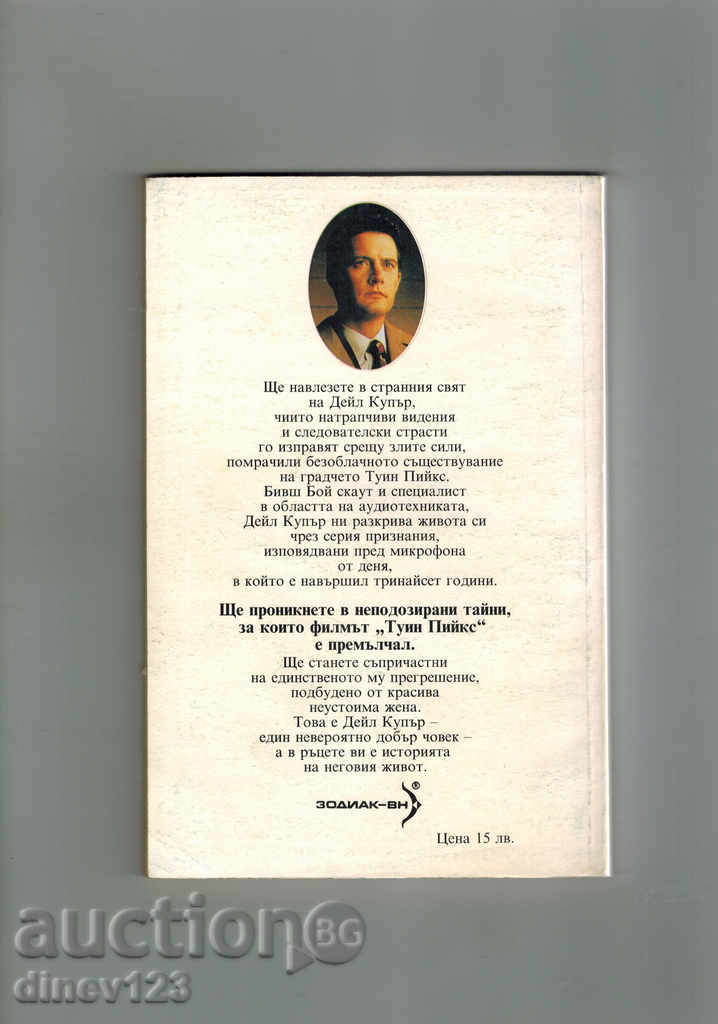 Ще навлезете в странния свят
на Дейл Купър,
чиито натрапчиви видения
и следователски страсти
го изправят срещу злите сили,
помрачили безоблачното съществувание
на градчето Туин Пийкс.
Бивш Бой скаут и специалист
в областта на аудиотехниката,
Дейл Купър ни разкрива живота си
чрез серия признания,
изповядвани пред микрофона
от деня,
в който е навършил тринайсет години.
Ще проникнете в неподозирани тайни,
за които филмът „Туин Пийкс“
е премълчал.
Ще станете съпричастни
на единственото му прегрешение,
подбудено от красива
неустоима жена.
Това е Дейл Купър –
един невероятно добър човек –
а в ръцете ви е историята
на неговия живот.
ЗОДИАК–ВН ®
Цена 15 лв.
auction BG
dinev123